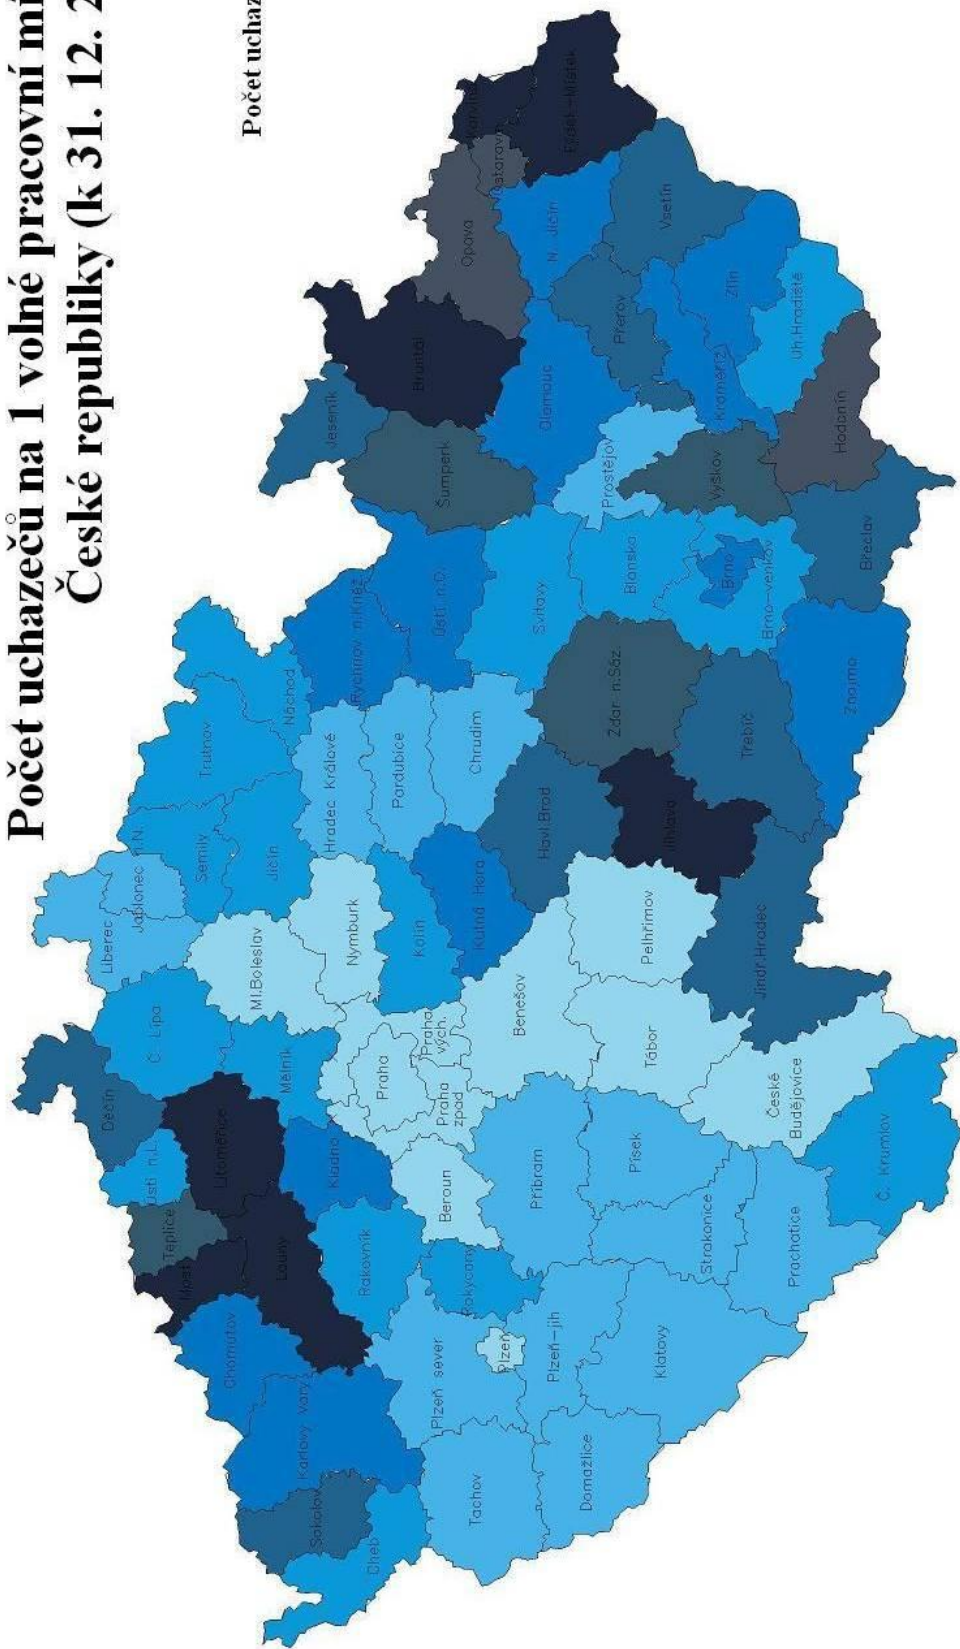 Počet uchazečů na 1 volné pracovní mí
České republiky (k 31. 12. 2
Počet uchaz
Děčín
Liberec
Jablonec n.N.
Ústí n.L.
Č. Lípa
Teplice
Most
Litoměřice
Semily
Trutnov
Chomutov
Louny
Mělník
Ml.Boleslav
Jičín
Náchod
Jeseník
Sokolov
Karlovy Vary
Kladno
Nymburk
Hradec Králové
Rychnov n.Kněž
Cheb
Rakovník
Praha
Kolín
Pardubice
Ústí n.O.
Šumperk
Bruntál
Opava
Karviná
Plzeň sever
Rokycany
Beroun
Praha
zpad
Praha
vých.
Kutná Hora
Chrudim
Tachov
Plzeň
Příbram
Benešov
Havl.Brod
Svitavy
Olomouc
N. Jičín
Frýdek-Místek
Domažlice
Plzeň-jih
Klatovy
Strakonice
Písek
Tábor
Pelhřimov
Jihlava
Zdar n.Sáz.
Blansko
Prostějov
Přerov
Vsetín
Prachatice
České
Budějovice
Jindr.Hradec
Třebíč
Brno
Brno-venkov
Vyškov
Kroměříž
Zlín
Č. Krumlov
Znojmo
Břeclav
Hodonín
Uh.Hradiště